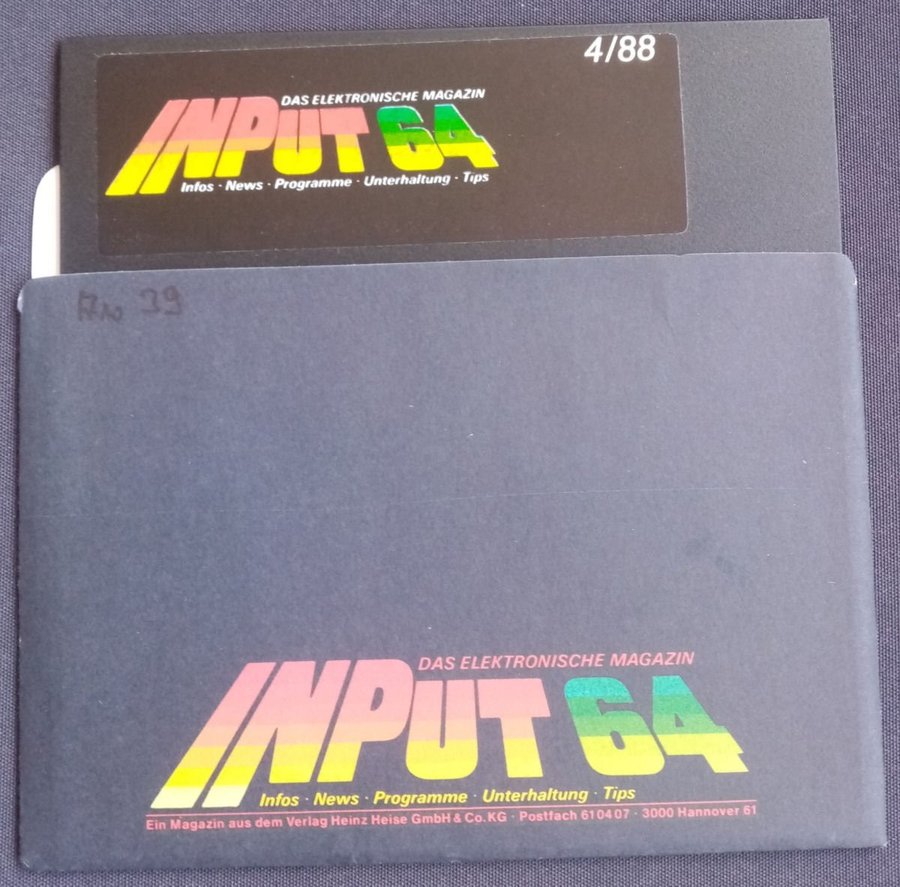 4/88
DAS ELEKTRONISCHE MAGAZIN
INPUT 64
Infos · News · Programme · Unterhaltung · Tips
39
DAS ELEKTRONISCHE MAGAZIN
INPUT 64
Infos · News · Programme · Unterhaltung · Tips
Ein Magazin aus dem Verlag Heinz Heise GmbH & Co. KG · Postfach 61 04 07 · 3000 Hannover 61